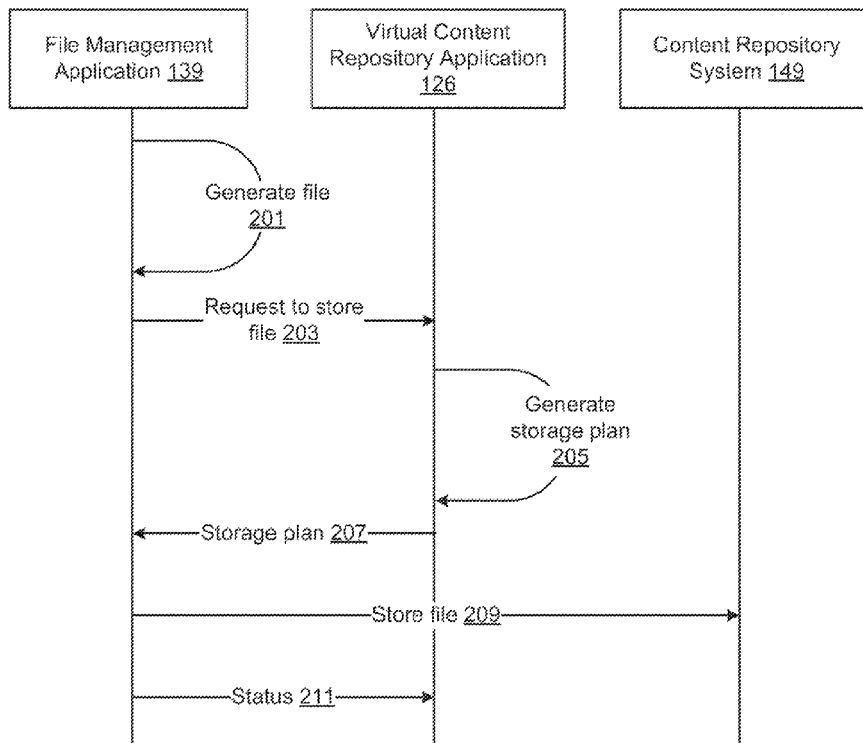 File Management
Application 139
Virtual Content
Repository Application
126
Content Repository
System 149
Generate file
201
Request to store
file 203
Generate
storage plan
205
Storage plan 207
Store file 209
Status 211